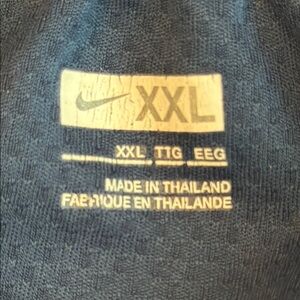 XXL
XXL TTG EEG
MADE IN THAILAND
FABRIQUE EN THAILANDE